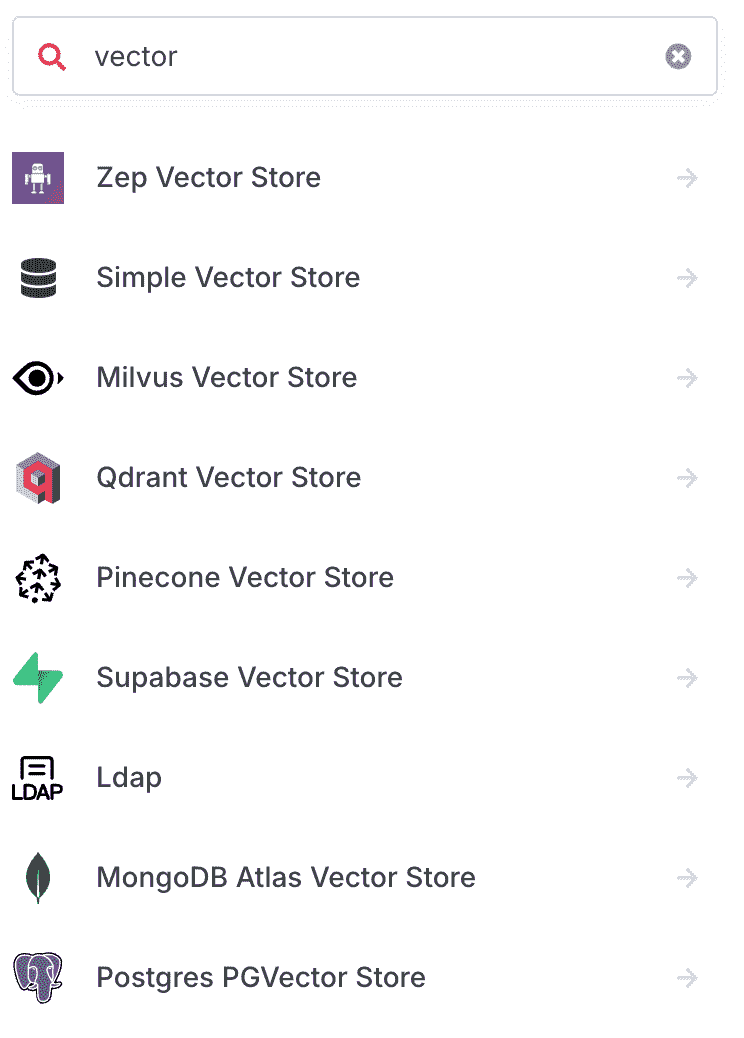 vector
Zep Vector Store
Simple Vector Store
Milvus Vector Store
Qdrant Vector Store
Pinecone Vector Store
Supabase Vector Store
LDAP Ldap
MongoDB Atlas Vector Store
Postgres PGVector Store